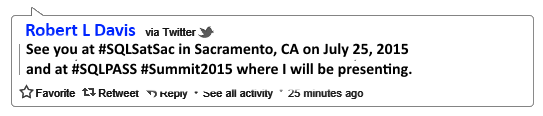 Robert L Davis via Twitter
See you at #SQLSatSac in Sacramento, CA on July 25, 2015
and at #SQLPASS #Summit2015 where I will be presenting.
Favorite Retweet Reply • See all activity • 25 minutes ago